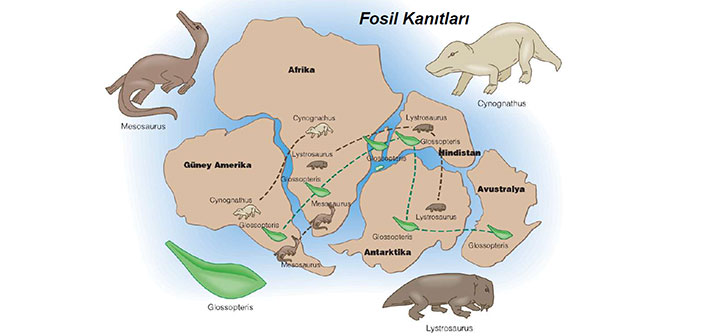 Fosil Kanıtları
Mesosaurus
Cynognathus
Afrika
Cynognathus
Lystrosaurus
Lystrosaurus
Glossopteris
Glossopteris
Hindistan
Güney Amerika
Glossopteris
Avustralya
Cynognathus
Mesosaurus
Lystrosaurus
Glossopteris
Glossopteris
Glossopteris
Mesosaurus
Antarktika
Glossopteris
Lystrosaurus